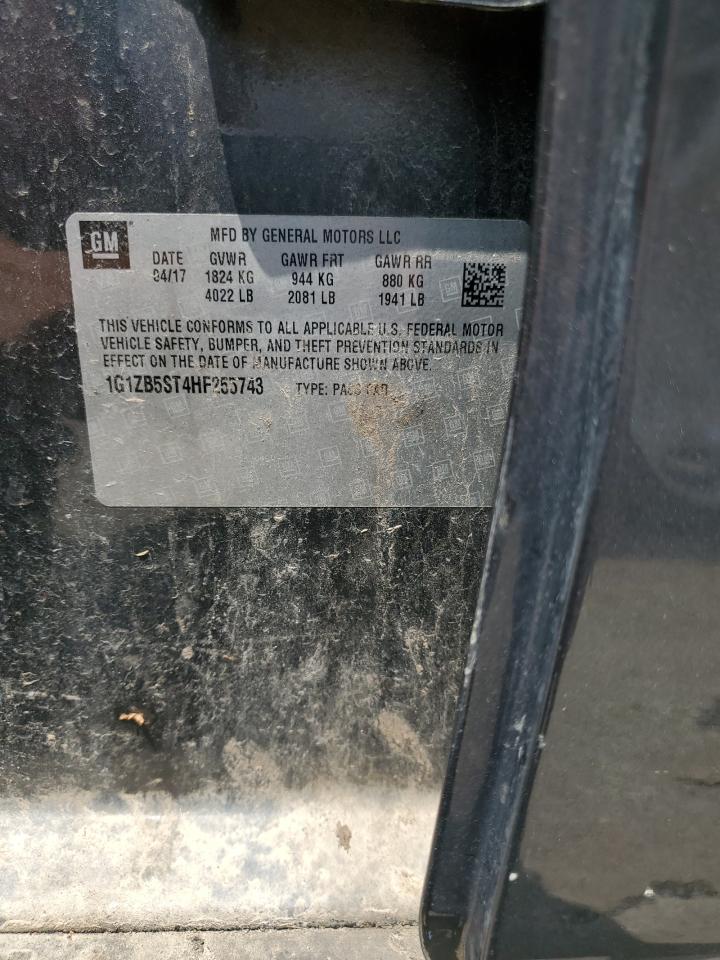 GM
MFD BY GENERAL MOTORS LLC
DATE GVWR GAWR FRT GAWR RR
04/17 1824 KG 944 KG 880 KG
4022 LB 2081 LB 1941 LB
THIS VEHICLE CONFORMS TO ALL APPLICABLE U.S. FEDERAL MOTOR
VEHICLE SAFETY, BUMPER, AND THEFT PREVENTION STANDARDS IN
EFFECT ON THE DATE OF MANUFACTURE SHOWN ABOVE.
1G1ZB5ST4HF255743 TYPE: PASS CAR